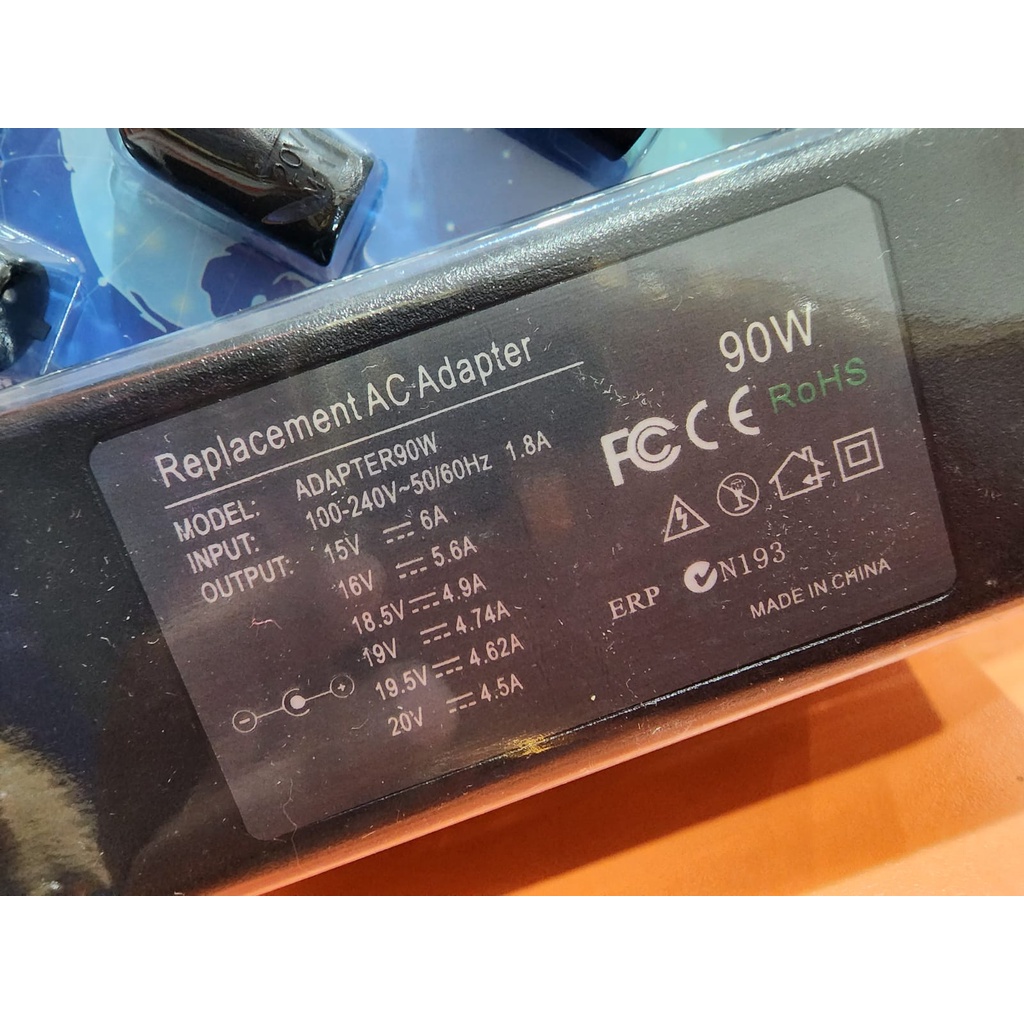 Replacement AC Adapter
MODEL: ADAPTER90W
INPUT: 100-240V~50/60Hz 1.8A
OUTPUT: 15V ⎓ 6A
16V ⎓ 5.6A
18.5V ⎓ 4.9A
19V ⎓ 4.74A
19.5V ⎓ 4.62A
20V ⎓ 4.5A
90W
FC CE RoHS
ERP N193
MADE IN CHINA